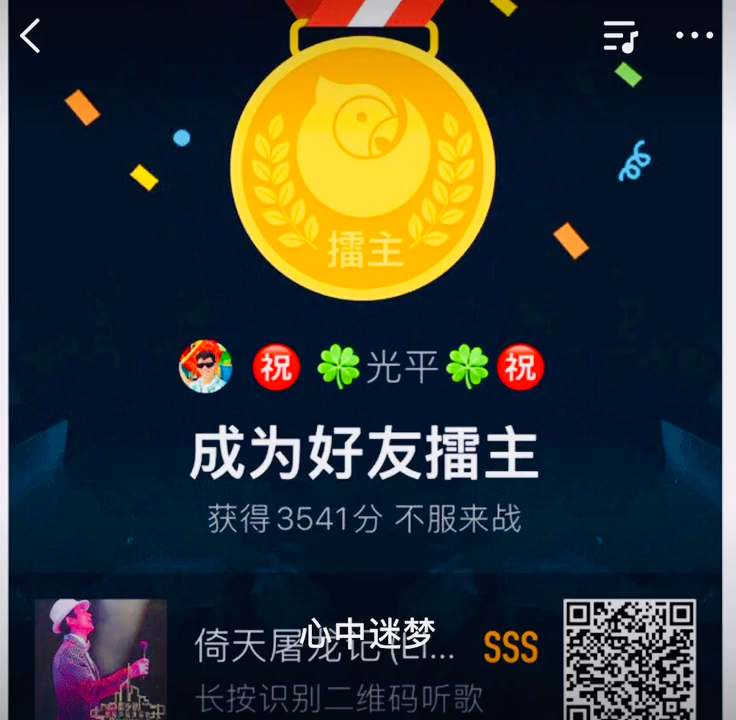 擂主
祝 光平 祝
成为好友擂主
获得3541分 不服来战
心中迷梦
倚天屠龙记(Li... SSS
长按识别二维码听歌